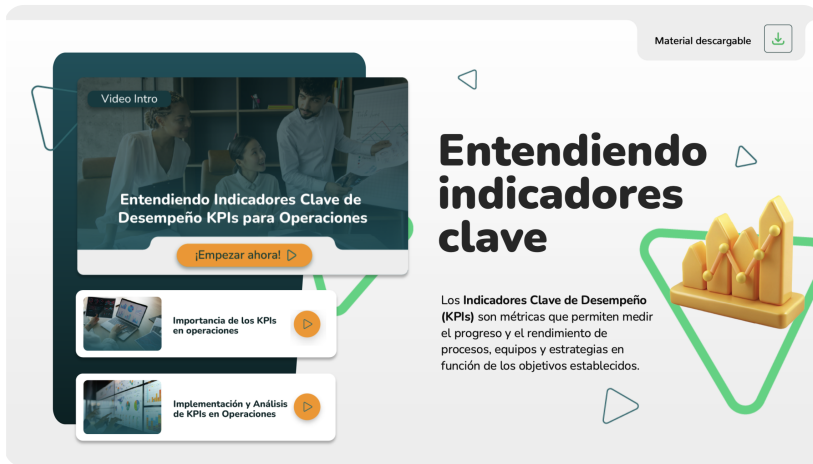 Material descargable
Video Intro
Entendiendo Indicadores Clave de
Desempeño KPIs para Operaciones
¡Empezar ahora!
Importancia de los KPIs
en operaciones
Implementación y Análisis
de KPIs en Operaciones
Entendiendo
indicadores
clave
Los Indicadores Clave de Desempeño
(KPIs) son métricas que permiten medir
el progreso y el rendimiento de
procesos, equipos y estrategias en
función de los objetivos establecidos.